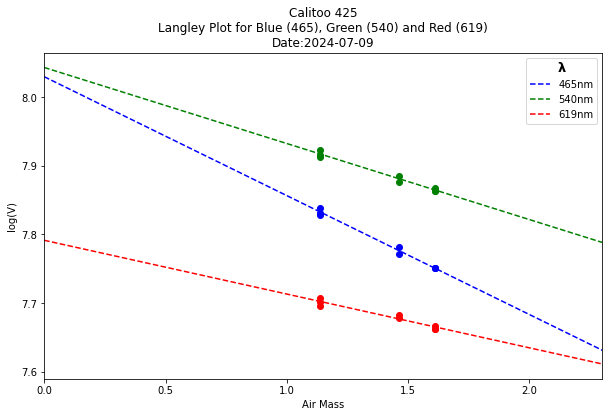 Calitoo 425
Langley Plot for Blue (465), Green (540) and Red (619)
Date:2024-07-09
λ
465nm
540nm
619nm
log(V)
8.0
7.9
7.8
7.7
7.6
0.0 0.5 1.0 1.5 2.0
Air Mass